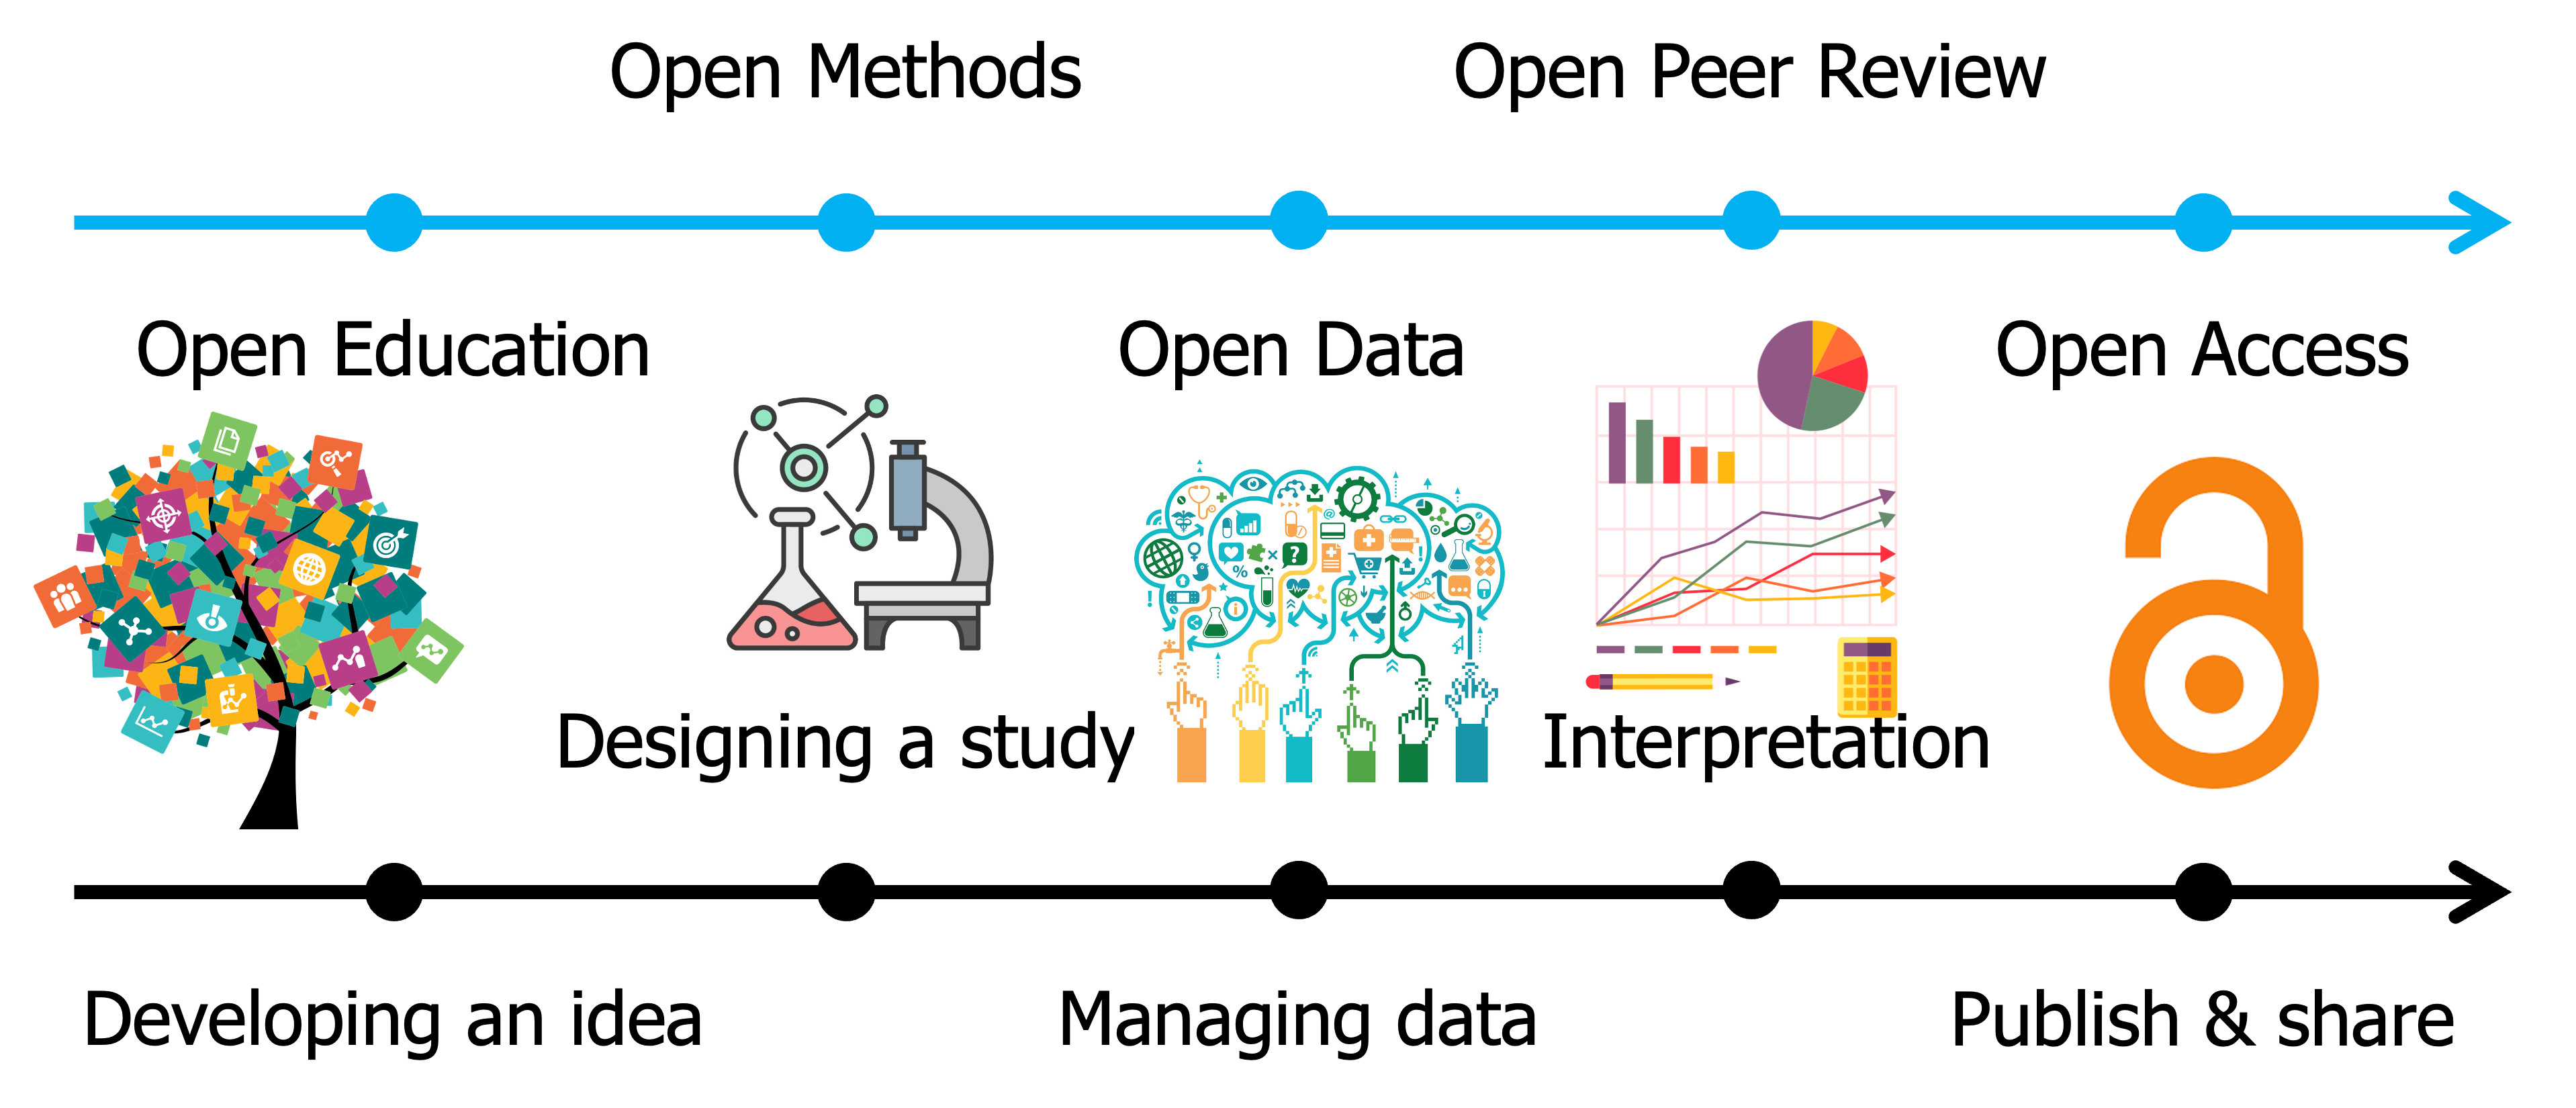 Open Methods
Open Peer Review
Open Education
Open Data
Open Access
Designing a study
Interpretation
Developing an idea
Managing data
Publish & share